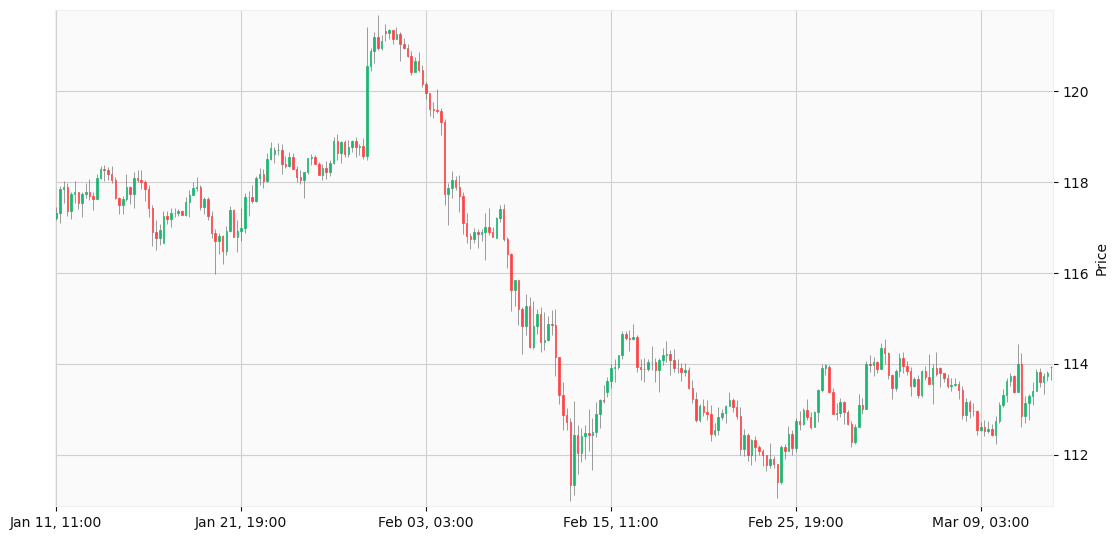 120
118
116
114
112
Price
Jan 11, 11:00
Jan 21, 19:00
Feb 03, 03:00
Feb 15, 11:00
Feb 25, 19:00
Mar 09, 03:00